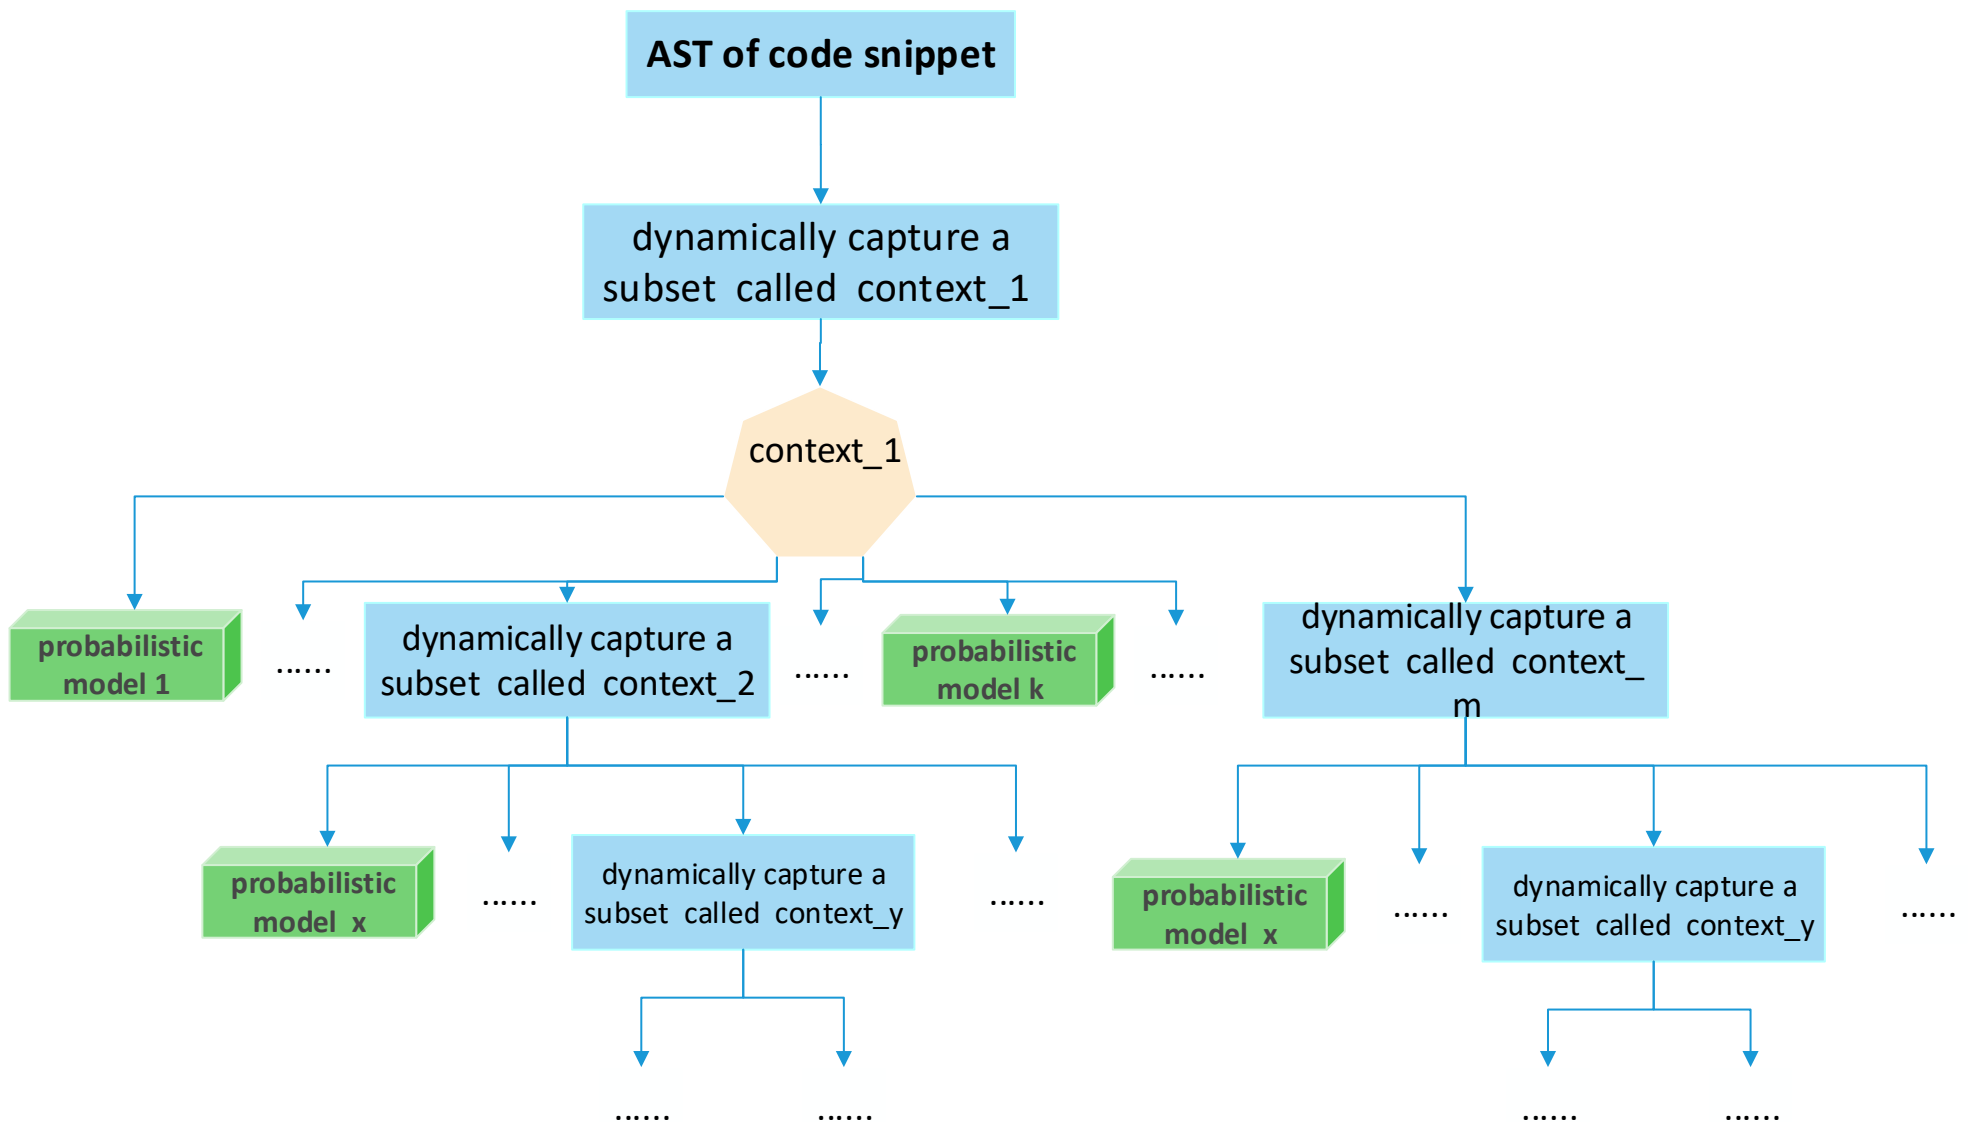 AST of code snippet
dynamically capture a
subset called context_1
context_1
probabilistic
model 1
......
dynamically capture a
subset called context_2
......
probabilistic
model k
......
dynamically capture a
subset called context_
m
probabilistic
model x
......
dynamically capture a
subset called context_y
......
probabilistic
model x
......
dynamically capture a
subset called context_y
......
......
......
......
......